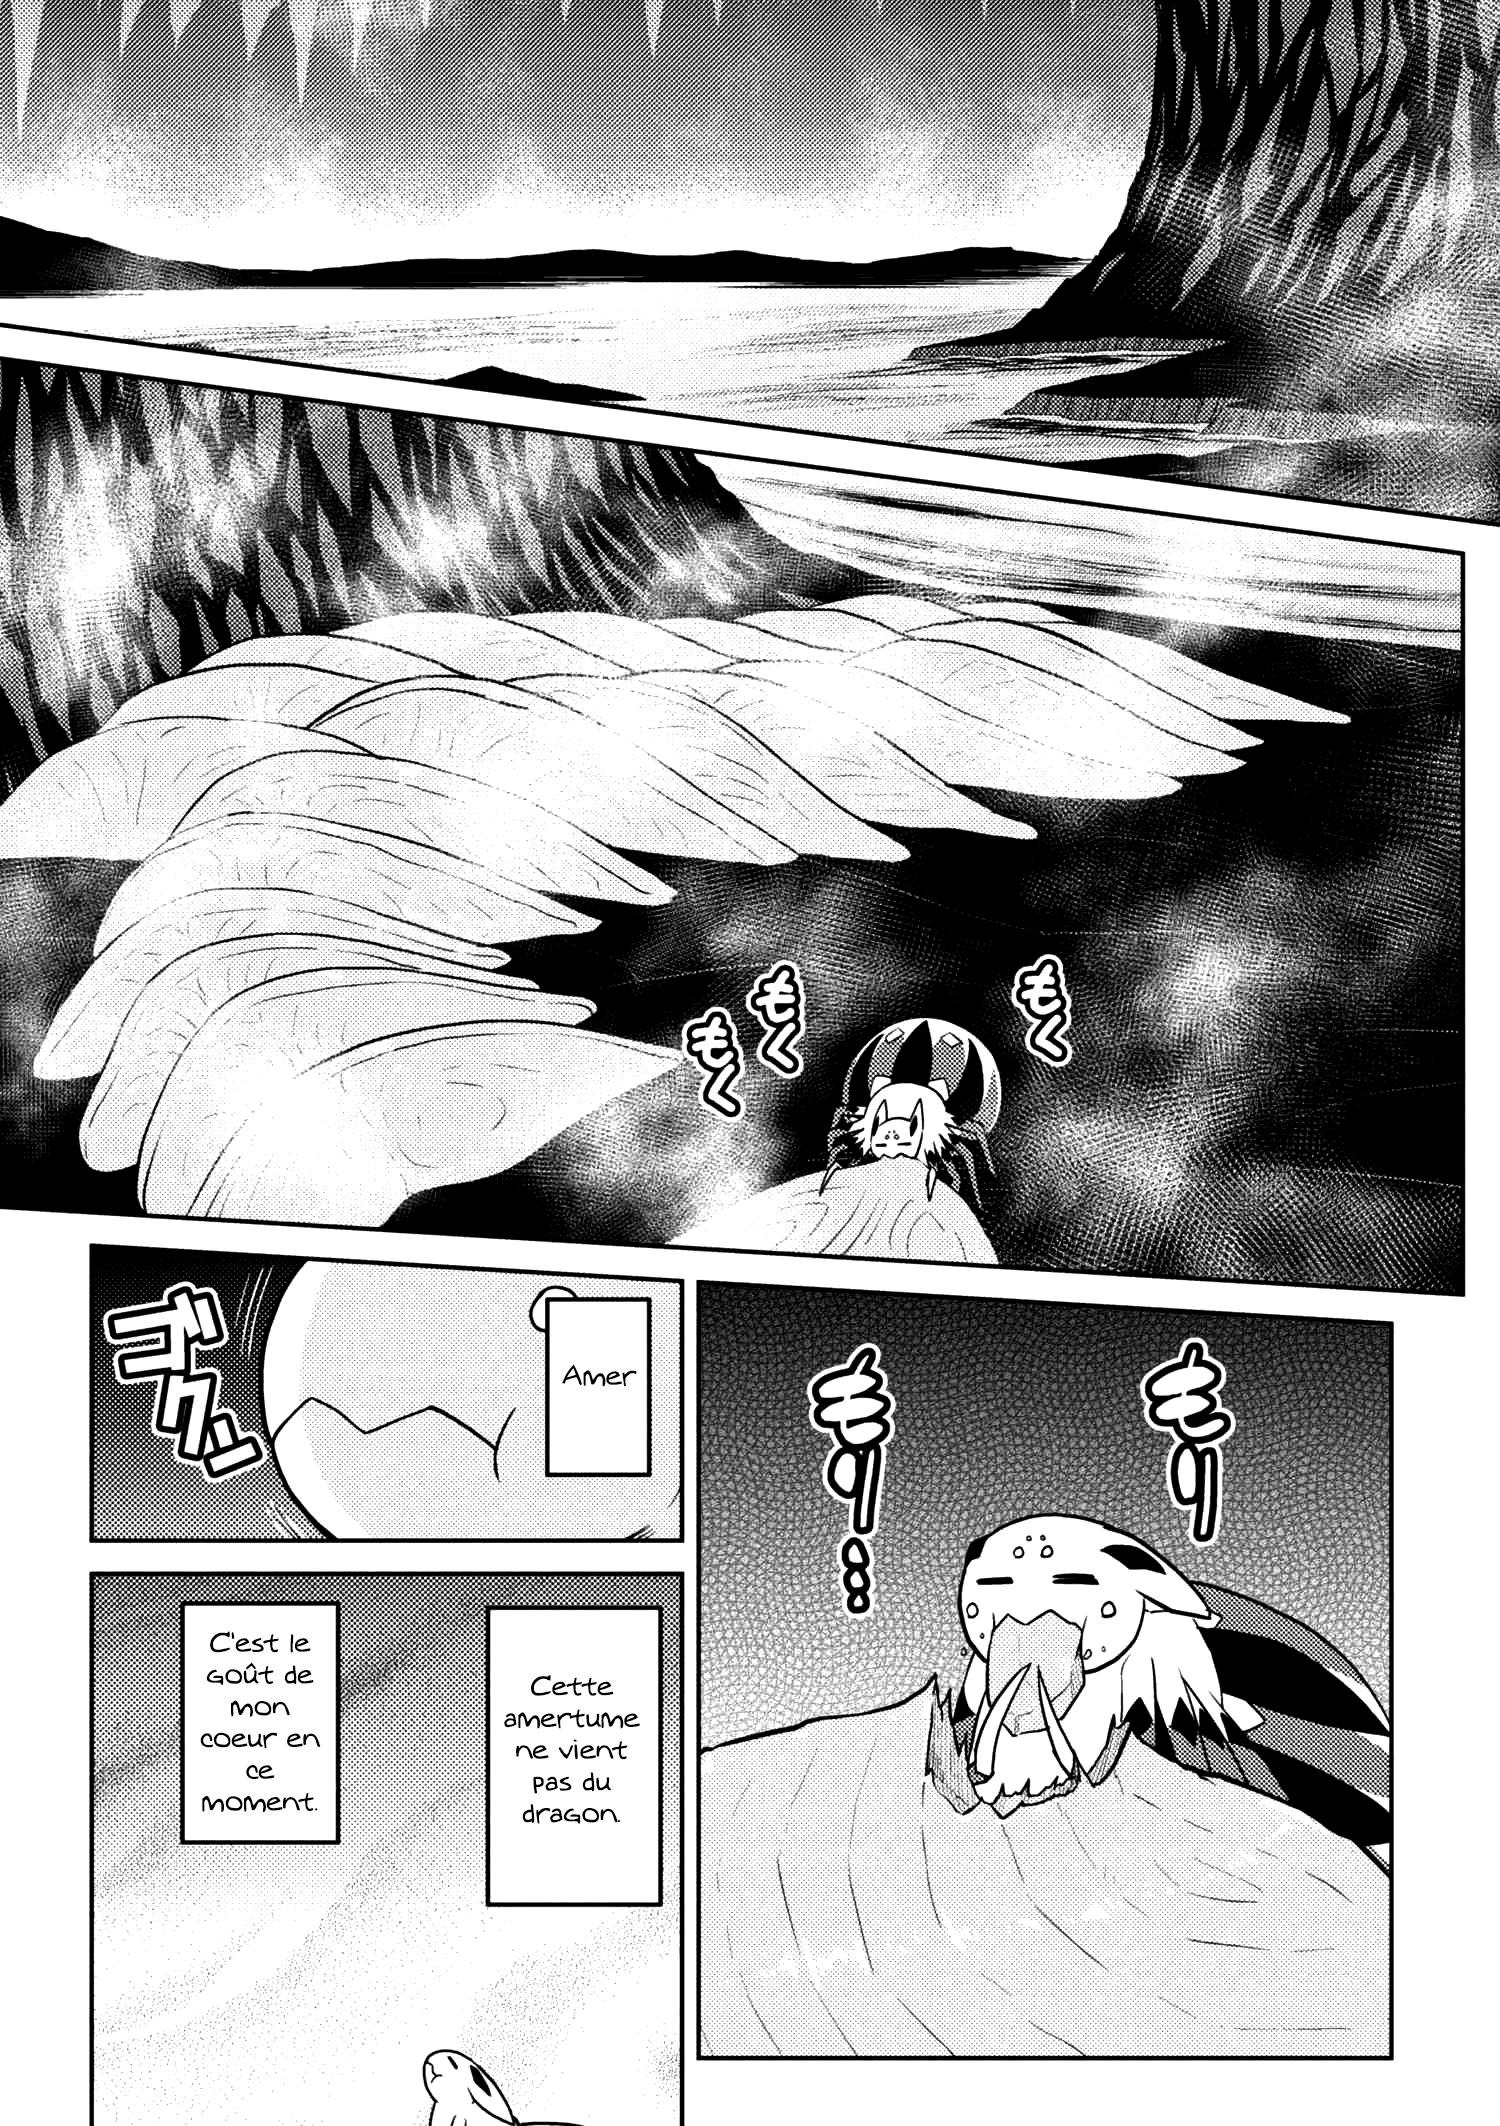 もく
もく
もく
もり
もり…
Amer
ゴクン
Cette
amertume
ne vient
pas du
dragon.
C'est le
goût de
mon
coeur en
ce
moment.